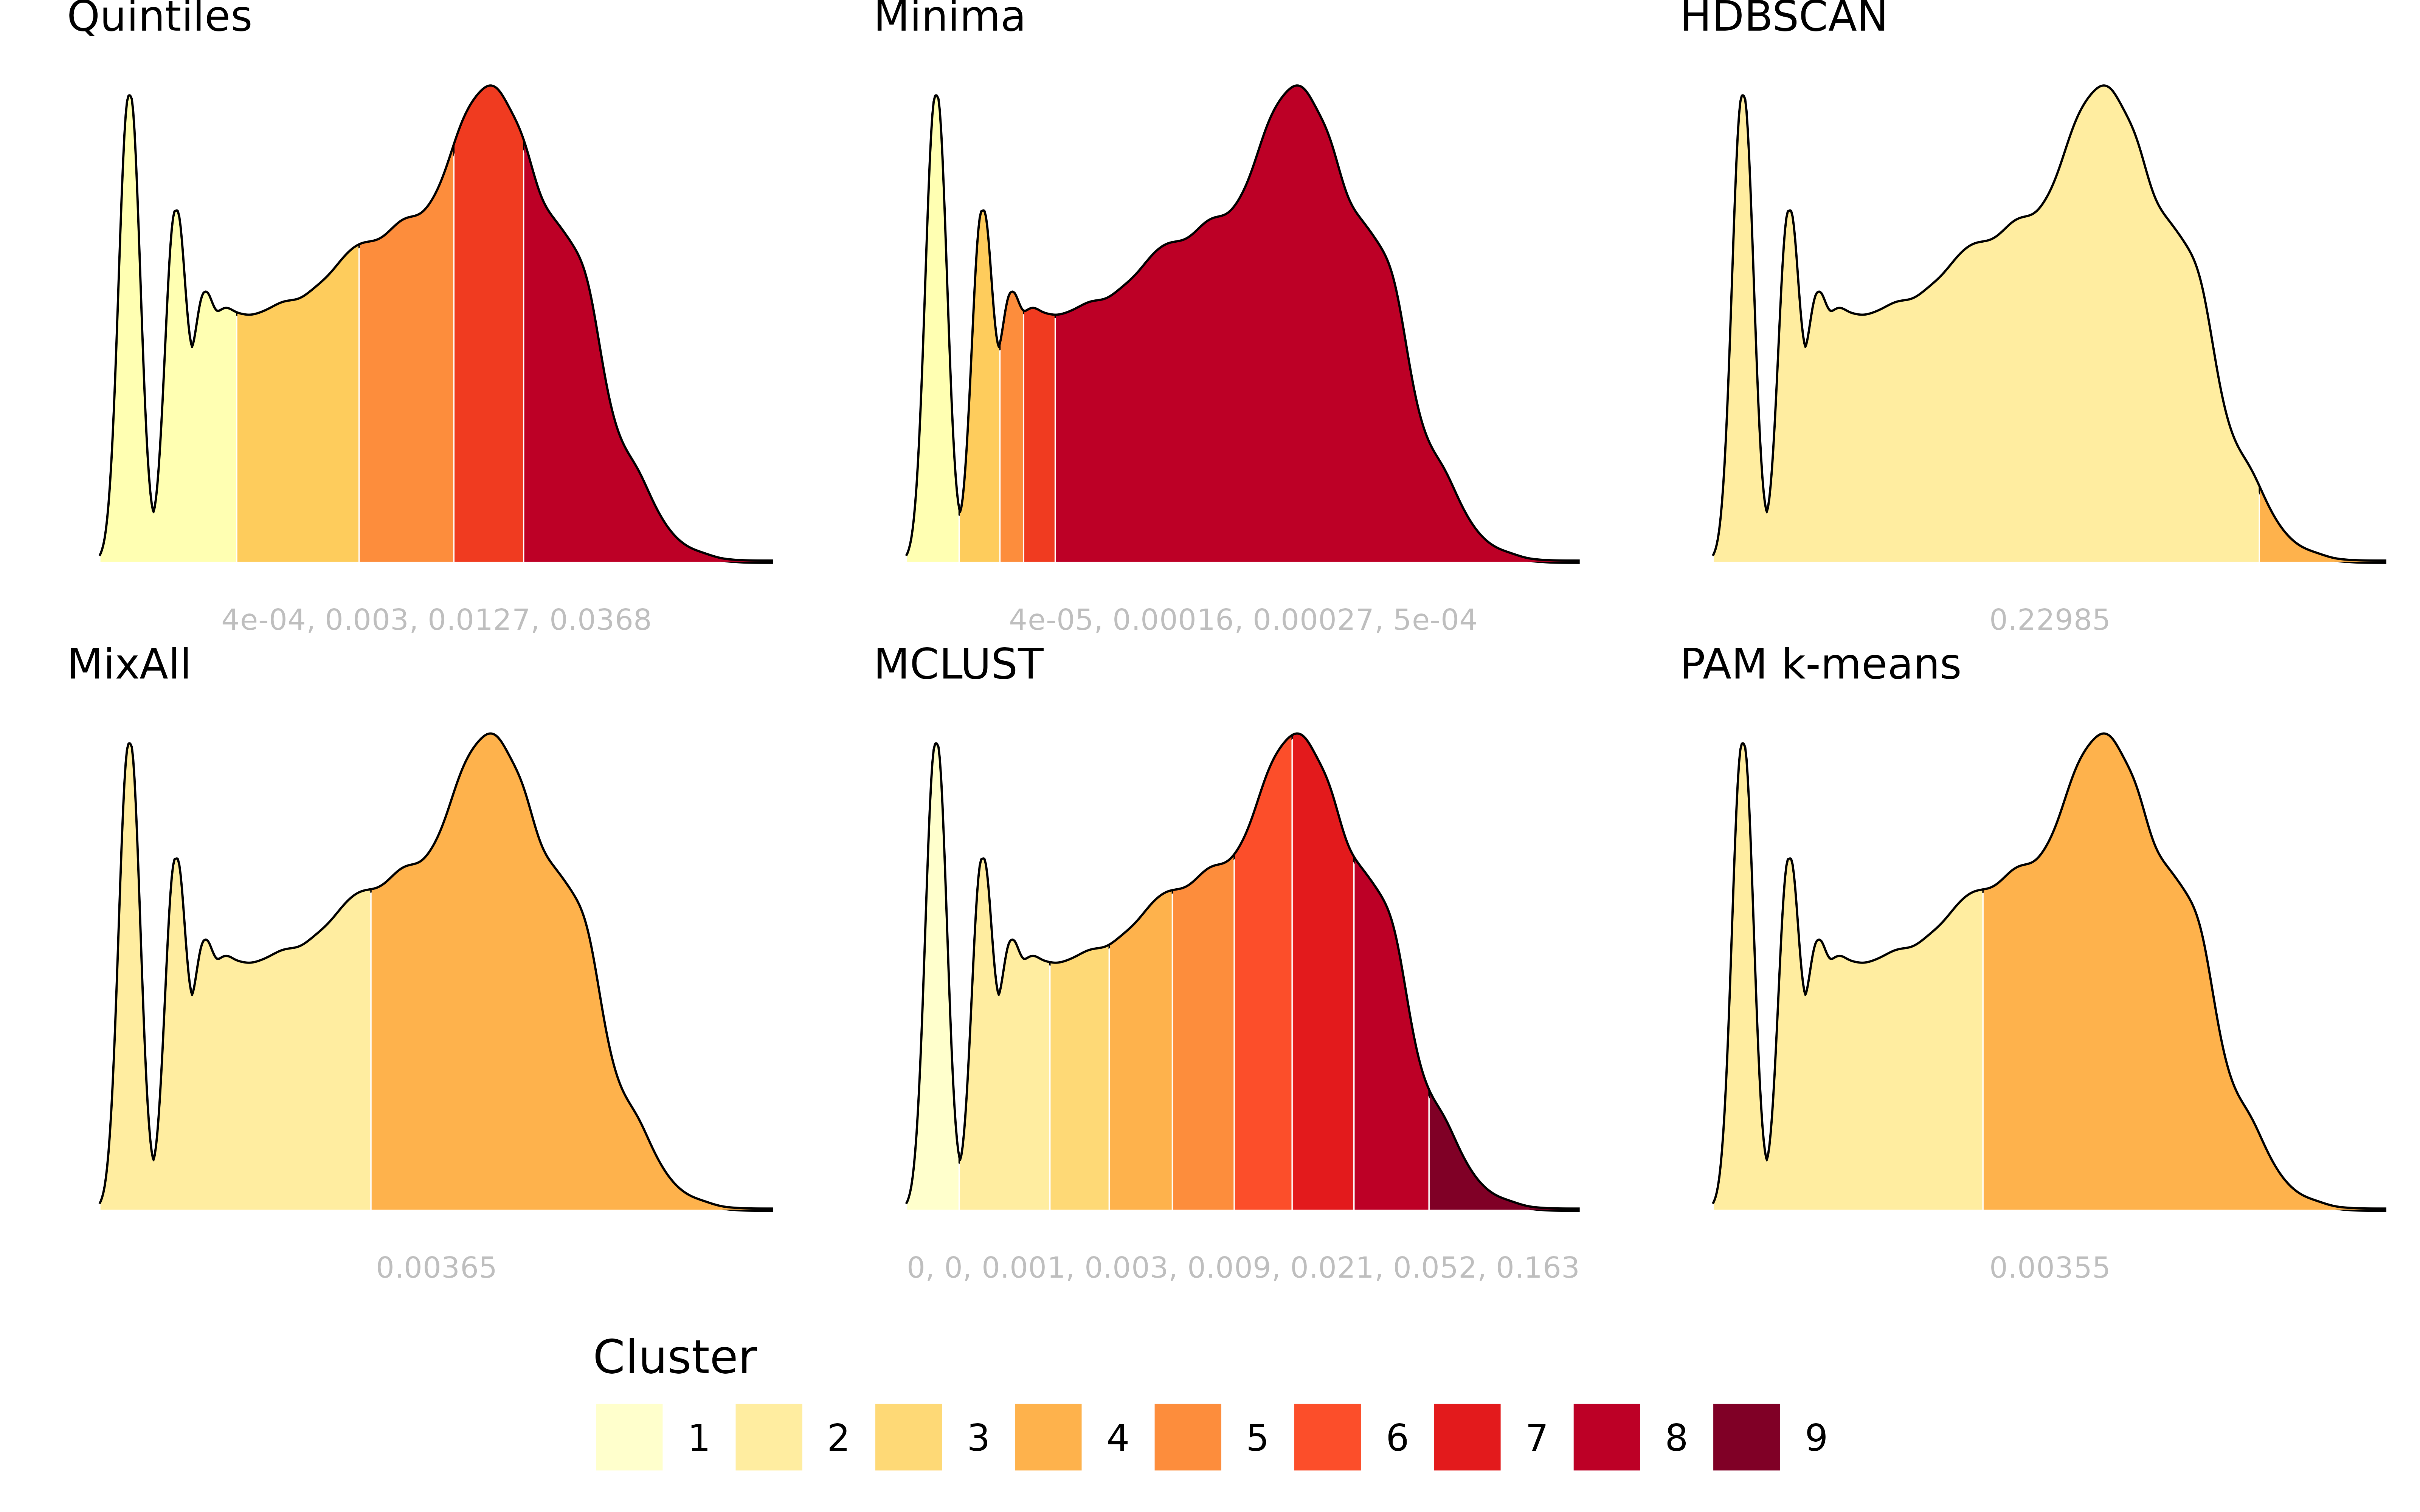 Quintiles
Minima
HDBSCAN
4e-04, 0.003, 0.0127, 0.0368
4e-05, 0.00016, 0.00027, 5e-04
0.22985
MixAll
MCLUST
PAM k-means
0.00365
0, 0, 0.001, 0.003, 0.009, 0.021, 0.052, 0.163
0.00355
Cluster
1 2 3 4 5 6 7 8 9